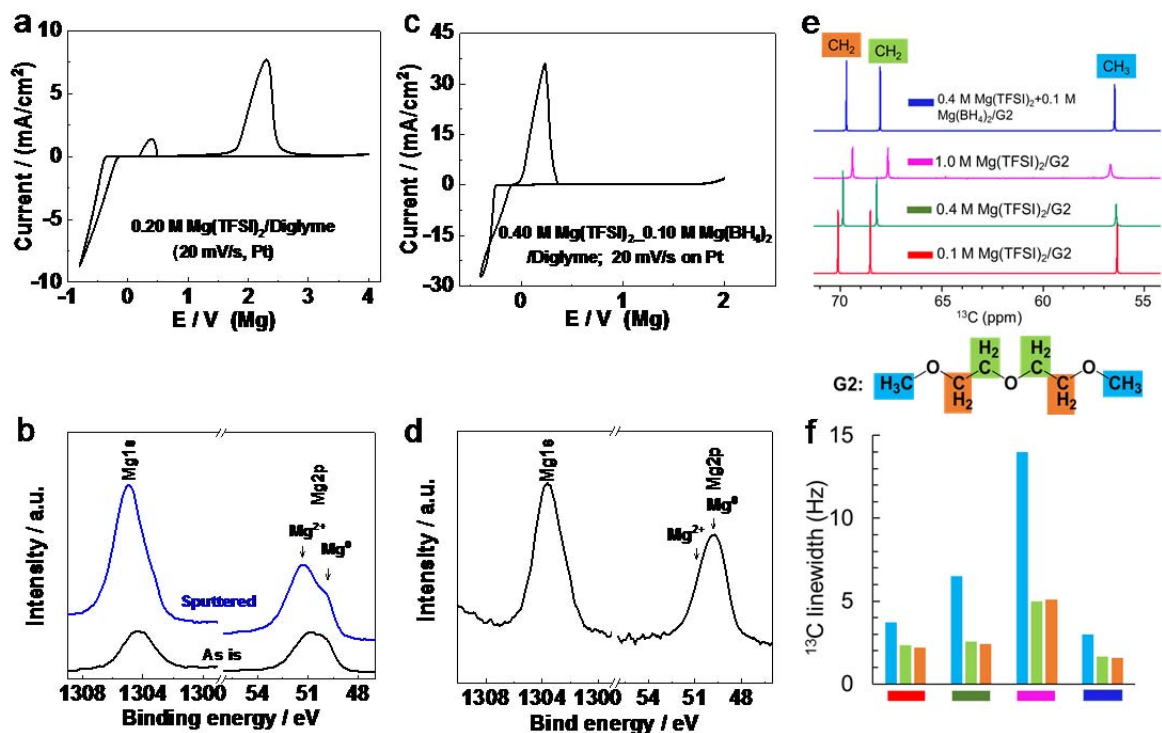 a
10
5
0
−5
−10
Current / (mA/cm²)
0.20 M Mg(TFSI)₂/Diglyme
(20 mV/s, Pt)
−1 0 1 2 3 4
E / V (Mg)
c
45
30
15
0
−15
−30
Current / (mA/cm²)
0.40 M Mg(TFSI)₂_0.10 M Mg(BH₄)₂
/Diglyme; 20 mV/s on Pt
0 1 2
E / V (Mg)
e
CH₂ CH₂ CH₃
0.4 M Mg(TFSI)₂+0.1 M
Mg(BH₄)₂/G2
1.0 M Mg(TFSI)₂/G2
0.4 M Mg(TFSI)₂/G2
0.1 M Mg(TFSI)₂/G2
70 65 60 55
¹³C (ppm)
H₂ H₂
G2: H₃C O C O C O CH₃
C C
H₂ H₂
b
Intensity / a.u.
Mg1s
Mg2p
Mg²⁺
Mg⁰
Sputtered
As is
1308 1304 1300 54 51 48
Binding energy / eV
d
Intensity / a.u.
Mg1s
Mg2p
Mg⁰
Mg²⁺
1308 1304 1300 54 51 48
Bind energy / eV
f
15
10
5
0
¹³C linewidth (Hz)